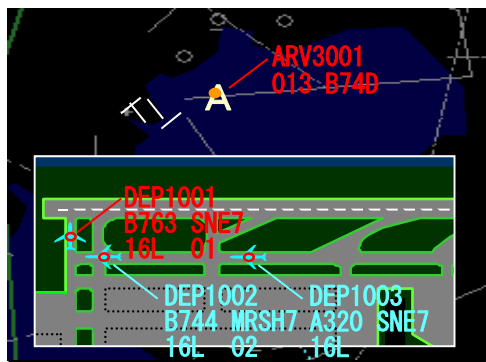 ARV3001
A
013 B74D
DEP1001
B763 SNE7
16L 01
DEP1002
B744 MRSH7
16L 02
DEP1003
A320 SNE7
16L